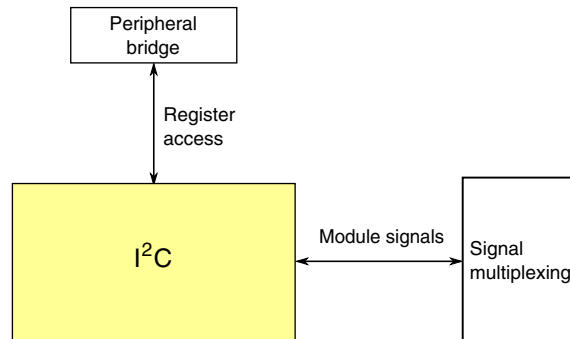 Peripheral
bridge
Register
access
I²C
Module signals
Signal
multiplexing